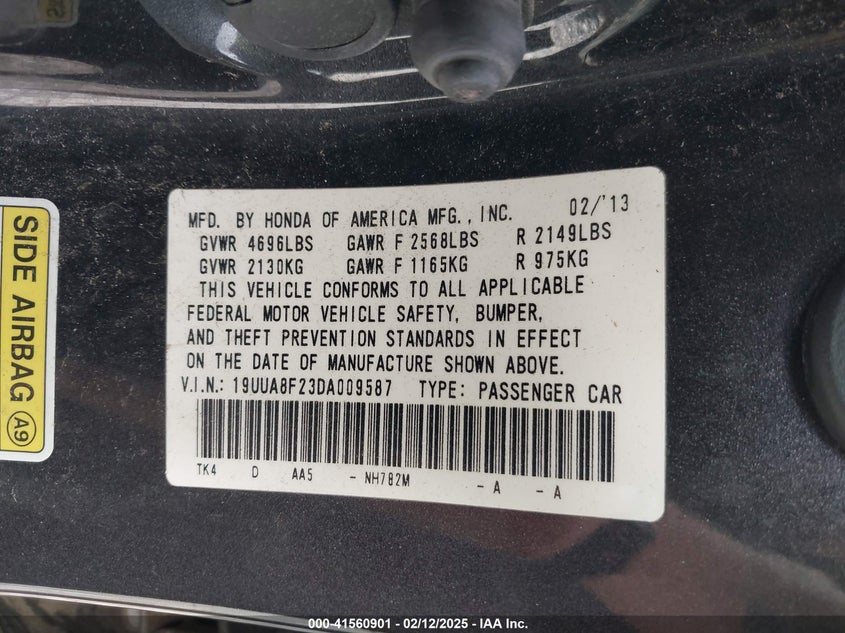 MFD. BY HONDA OF AMERICA MFG., INC. 02/'13
GVWR 4696LBS GAWR F 2568LBS R 2149LBS
GVWR 2130KG GAWR F 1165KG R 975KG
THIS VEHICLE CONFORMS TO ALL APPLICABLE
FEDERAL MOTOR VEHICLE SAFETY, BUMPER,
AND THEFT PREVENTION STANDARDS IN EFFECT
ON THE DATE OF MANUFACTURE SHOWN ABOVE.
V.I.N.: 19UUA8F23DA009587 TYPE: PASSENGER CAR
TK4 D AA5 - NH782M - A - A
SIDE AIRBAG A9
000-41560901 - 02/12/2025 - IAA Inc.